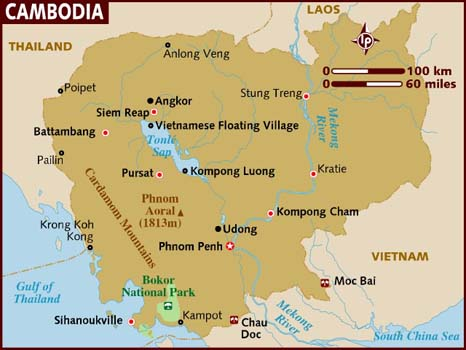 CAMBODIA
LAOS
THAILAND
Anlong Veng
lp
0 100 km
0 60 miles
Poipet
Stung Treng
Angkor
Siem Reap
Vietnamese Floating Village
Battambang
Tonle
Sap
Mekong
River
Pailin
Pursat
Kompong Luong
Kratie
Cardamom Mountains
Phnom
Aoral
(1813m)
Kompong Cham
Krong Koh
Kong
Udong
Phnom Penh
VIETNAM
Bokor
National Park
Moc Bai
Gulf of
Thailand
Sihanoukville
Kampot
Chau
Doc
Mekong
River
South China Sea